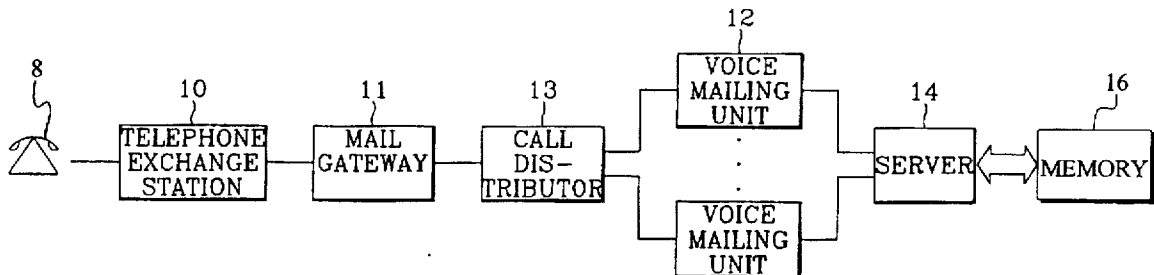 8
10
TELEPHONE
EXCHANGE
STATION
11
MAIL
GATEWAY
13
CALL
DIS-
TRIBUTOR
12
VOICE
MAILING
UNIT
VOICE
MAILING
UNIT
14
SERVER
16
MEMORY